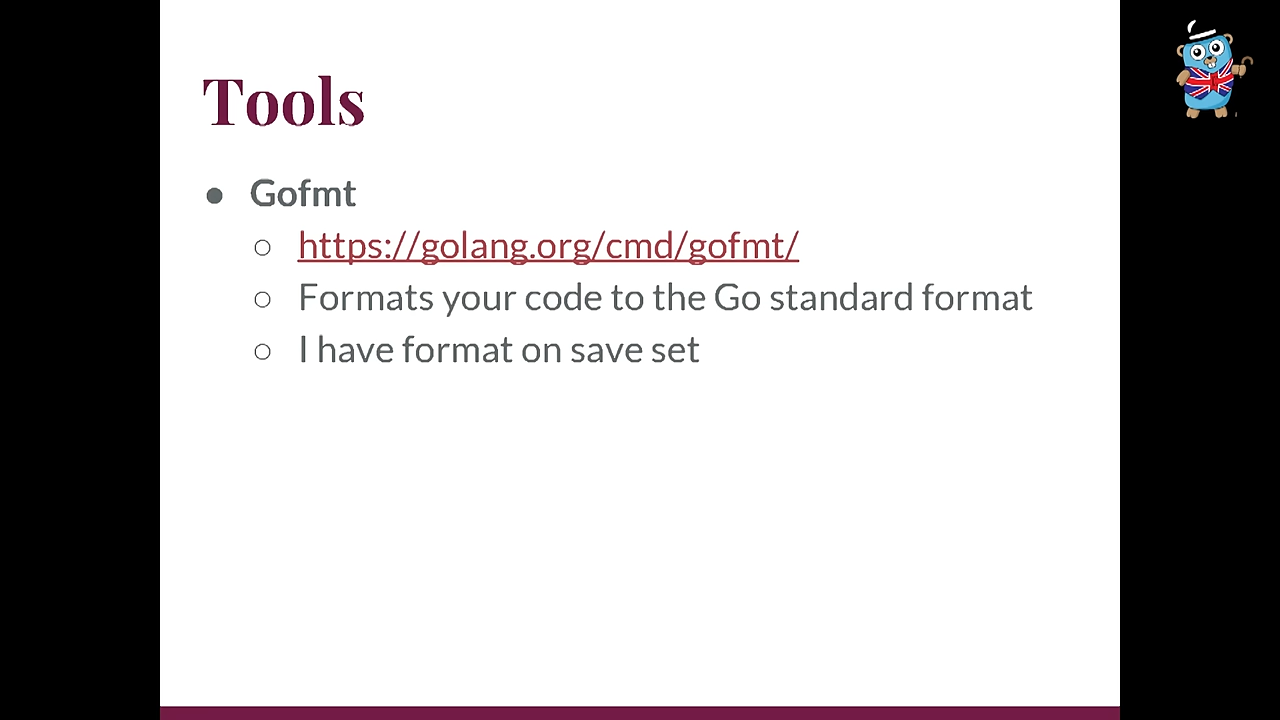 Tools
● Gofmt
○ https://golang.org/cmd/gofmt/
○ Formats your code to the Go standard format
○ I have format on save set